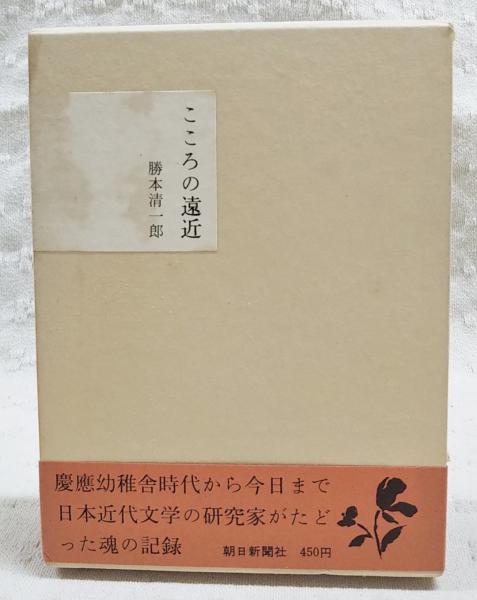 こころの遠近
勝本清一郎
慶應幼稚舎時代から今日まで
日本近代文学の研究家がたど
った魂の記録 朝日新聞社 450円